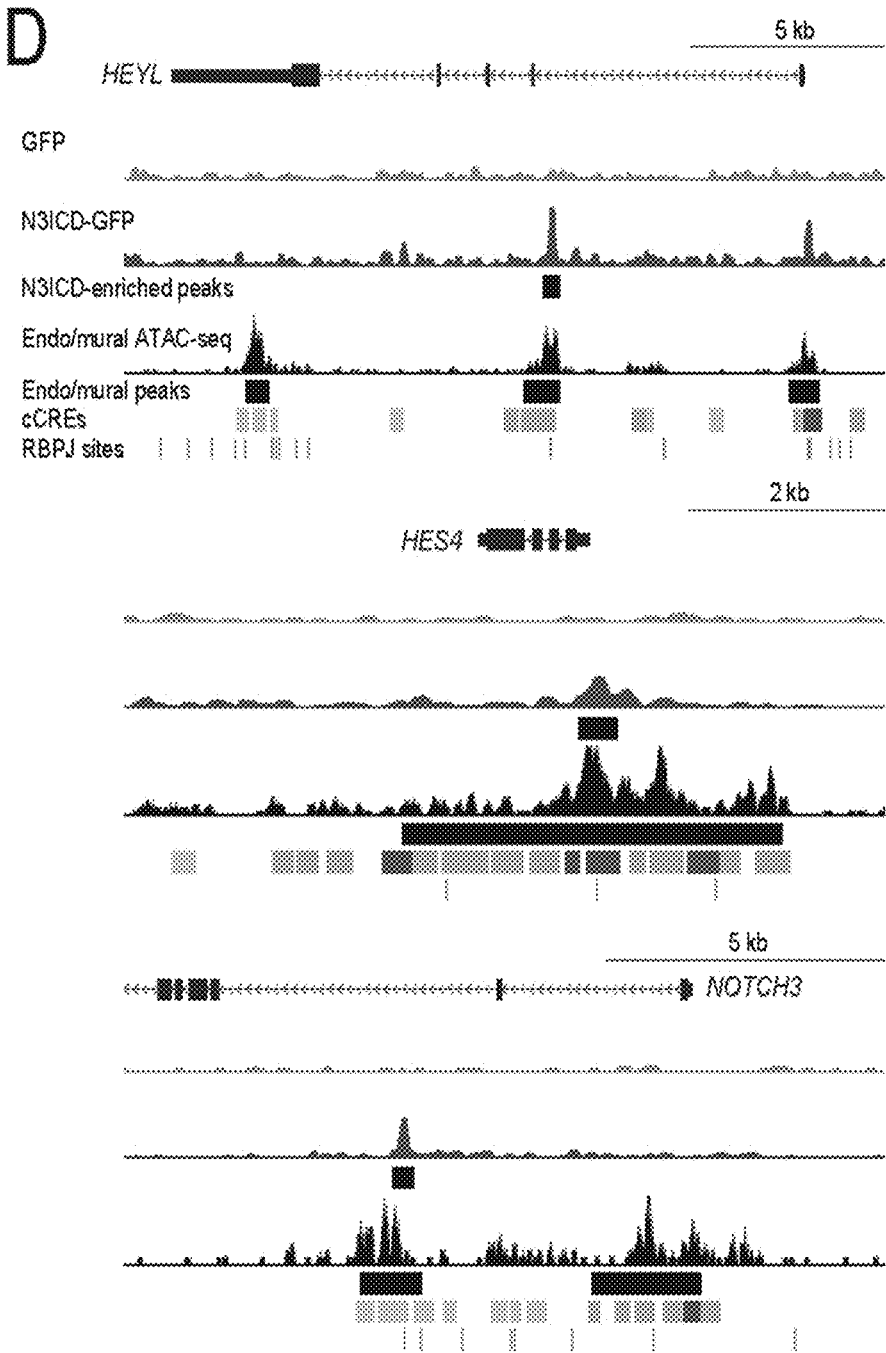 D
5 kb
HEYL
GFP
N3ICD-GFP
N3ICD-enriched peaks
Endo/mural ATAC-seq
Endo/mural peaks
cCREs
RBPJ sites
2 kb
HES4
5 kb
NOTCH3